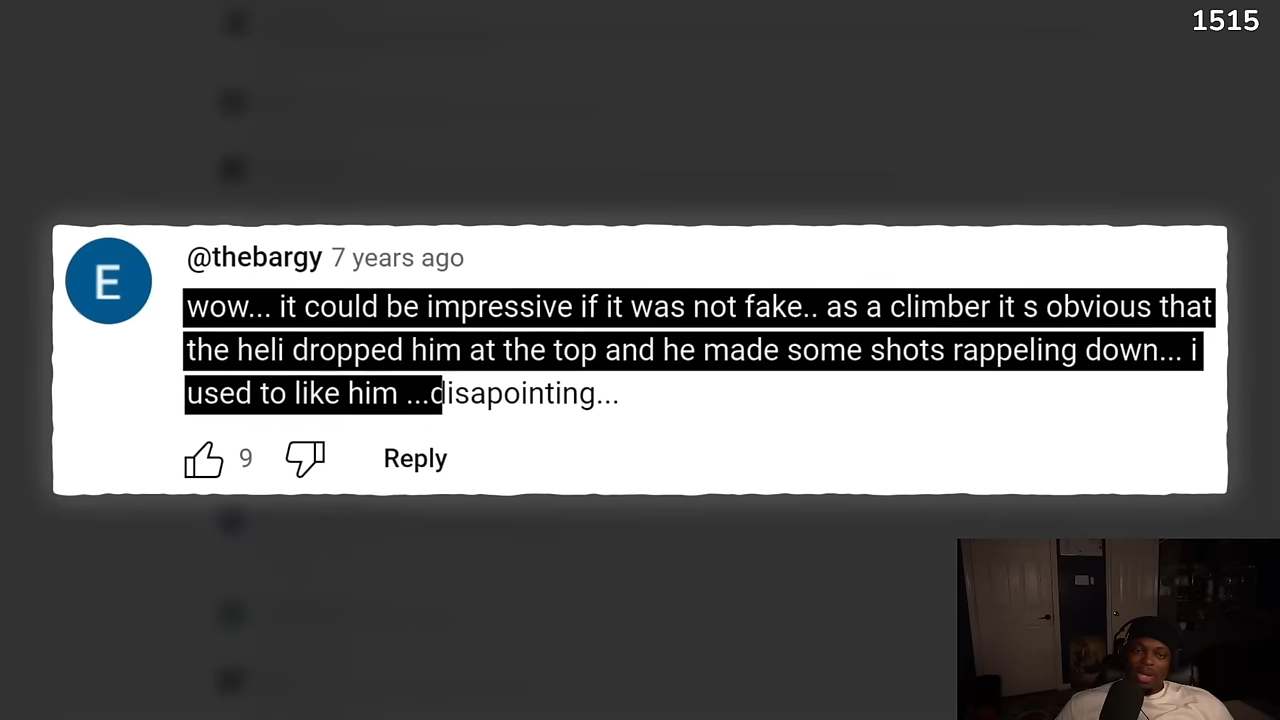 1515
E
@thebargy 7 years ago
wow... it could be impressive if it was not fake.. as a climber it s obvious that
the heli dropped him at the top and he made some shots rappeling down... i
used to like him ...disapointing...
9
Reply